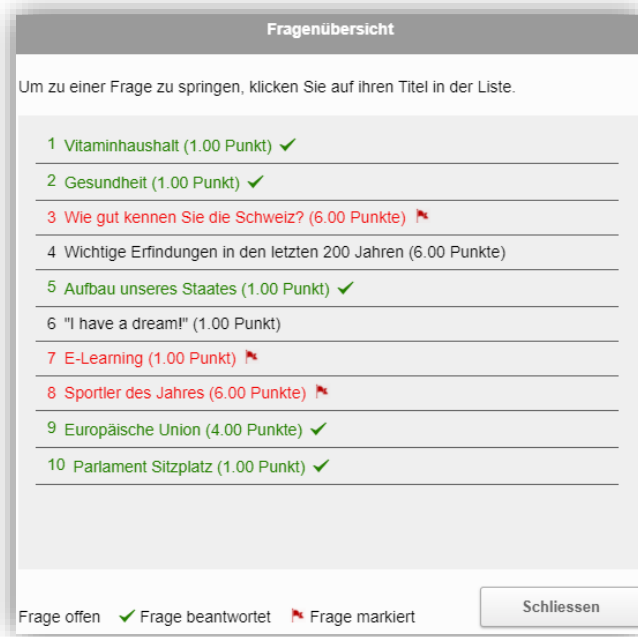 Fragenübersicht
Um zu einer Frage zu springen, klicken Sie auf ihren Titel in der Liste.
1 Vitaminhaushalt (1.00 Punkt) ✓
2 Gesundheit (1.00 Punkt) ✓
3 Wie gut kennen Sie die Schweiz? (6.00 Punkte)
4 Wichtige Erfindungen in den letzten 200 Jahren (6.00 Punkte)
5 Aufbau unseres Staates (1.00 Punkt) ✓
6 "I have a dream!" (1.00 Punkt)
7 E-Learning (1.00 Punkt)
8 Sportler des Jahres (6.00 Punkte)
9 Europäische Union (4.00 Punkte) ✓
10 Parlament Sitzplatz (1.00 Punkt) ✓
Frage offen ✓ Frage beantwortet Frage markiert
Schliessen